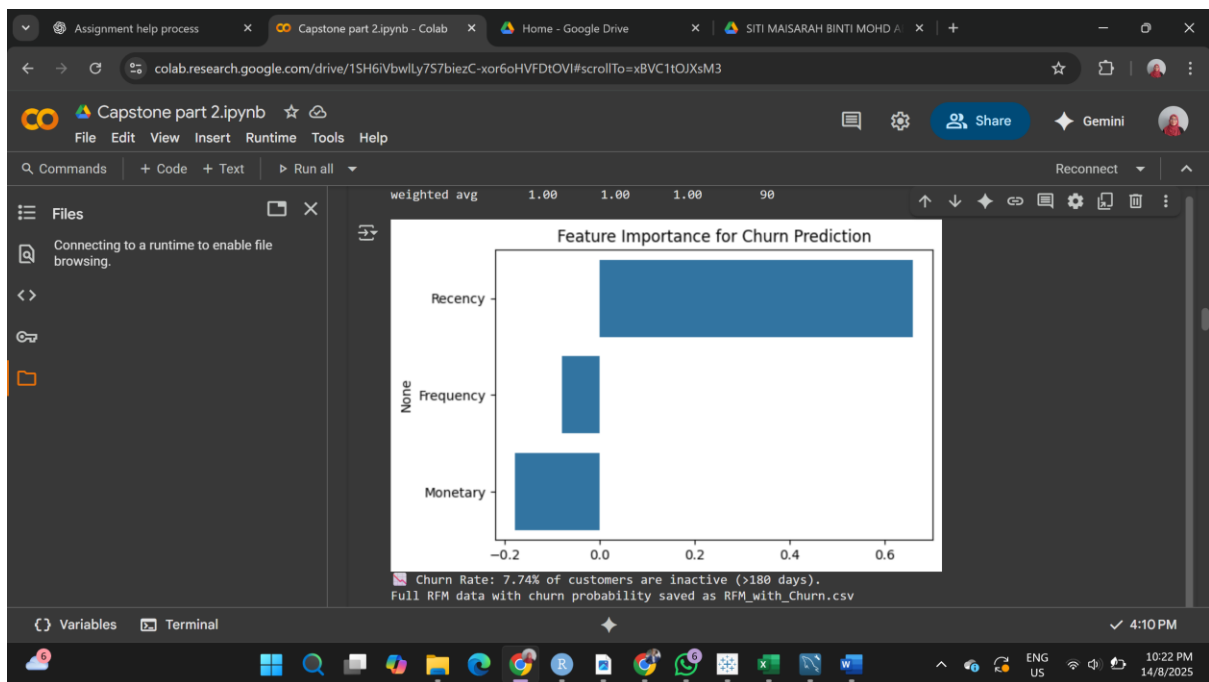 Assignment help process
Capstone part 2.ipynb - Colab
Home - Google Drive
SITI MAISARAH BINTI MOHD A
colab.research.google.com/drive/1SH6iVbwlLy7S7biezC-xor6oHVFDtOVI#scrollTo=xBVC1tOJXsM3
CO Capstone part 2.ipynb
File Edit View Insert Runtime Tools Help
Share
Gemini
Commands + Code + Text Run all
Reconnect
Files
Connecting to a runtime to enable file
browsing.
weighted avg 1.00 1.00 1.00 90
Feature Importance for Churn Prediction
Recency
Frequency
Monetary
None
−0.2 0.0 0.2 0.4 0.6
Churn Rate: 7.74% of customers are inactive (>180 days).
Full RFM data with churn probability saved as RFM_with_Churn.csv
{} Variables Terminal
4:10 PM
6
R
6
W
ENG
US
10:22 PM
14/8/2025